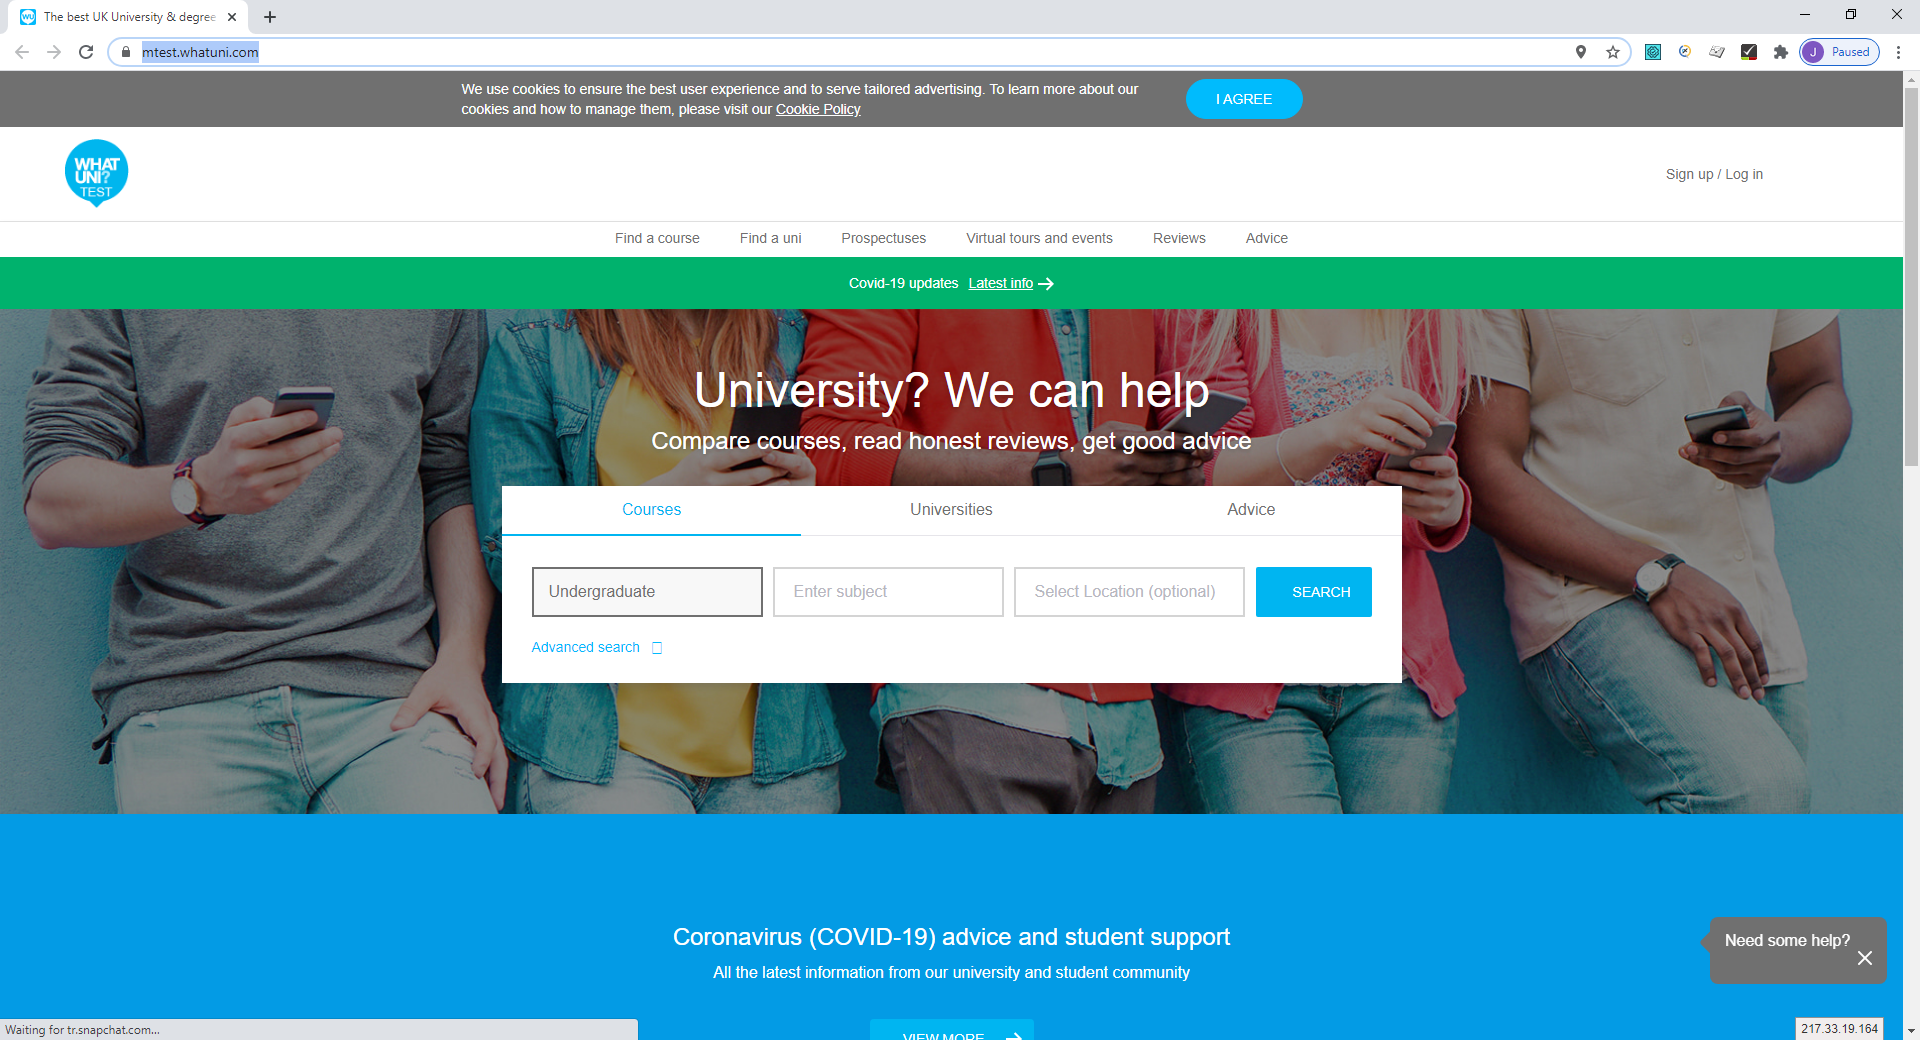 The best UK University & degree
mtest.whatuni.com
J Paused
We use cookies to ensure the best user experience and to serve tailored advertising. To learn more about our
cookies and how to manage them, please visit our Cookie Policy
I AGREE
WHAT
UNI?
TEST
Sign up / Log in
Find a course Find a uni Prospectuses Virtual tours and events Reviews Advice
Covid-19 updates Latest info
University? We can help
Compare courses, read honest reviews, get good advice
Courses Universities Advice
Undergraduate Enter subject Select Location (optional) SEARCH
Advanced search
Coronavirus (COVID-19) advice and student support
All the latest information from our university and student community
Need some help?
VIEW MORE
Waiting for tr.snapchat.com...
217.33.19.164